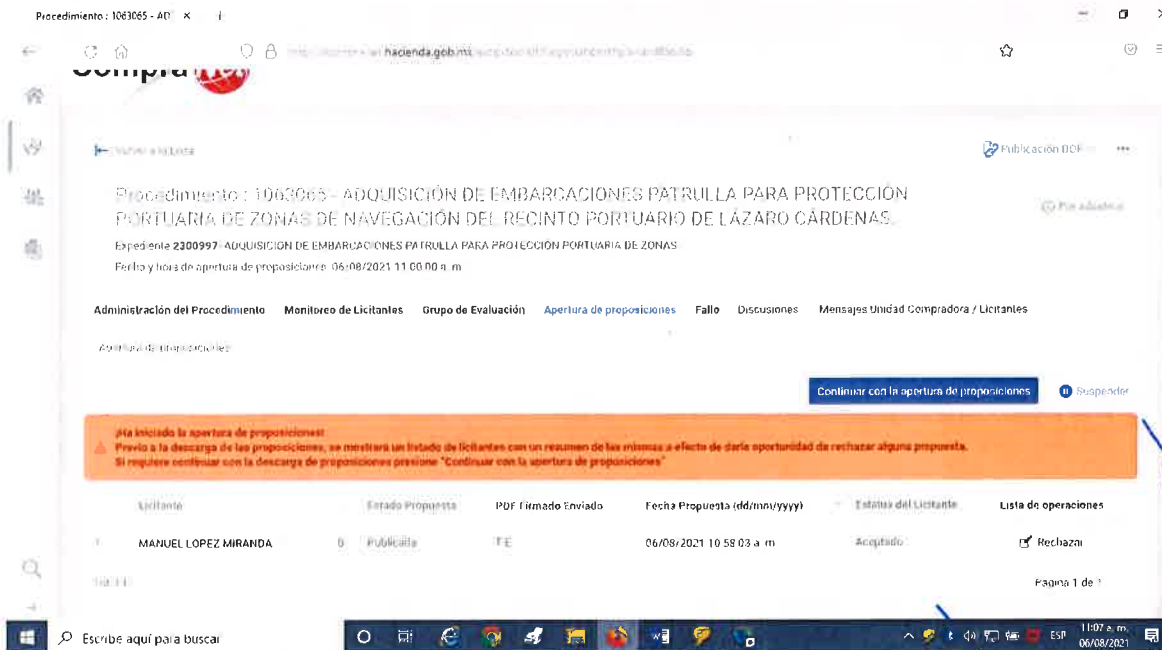 Procedimiento : 1063065 - AD
hacienda.gob.mx
Compra
Publicación DOF
Procedimiento : 1063065 - ADQUISICIÓN DE EMBARCACIONES PATRULLA PARA PROTECCIÓN
PORTUARIA DE ZONAS DE NAVEGACIÓN DEL RECINTO PORTUARIO DE LÁZARO CÁRDENAS.
Expediente 2300997- ADQUISICIÓN DE EMBARCACIONES PATRULLA PARA PROTECCIÓN PORTUARIA DE ZONAS
Fecha y hora de apertura de proposiciones: 06/08/2021 11:00:00 a. m.
Administración del Procedimiento Monitoreo de Licitantes Grupo de Evaluación Apertura de proposiciones Fallo Discusiones Mensajes Unidad Compradora / Licitantes
Apertura de proposiciones
Continuar con la apertura de proposiciones Suspender
¡Ha iniciado la apertura de proposiciones!
Previo a la descarga de las proposiciones, se mostrará un listado de licitantes con un resumen de las mismas a efecto de darle oportunidad de rechazar alguna propuesta.
Si requiere continuar con la descarga de proposiciones presione "Continuar con la apertura de proposiciones"
Licitante Estado Propuesta PDF Firmado Enviado Fecha Propuesta (dd/mm/yyyy) Estatus del Licitante Lista de operaciones
MANUEL LOPEZ MIRANDA Publicada 06/08/2021 10:58:03 a. m. Aceptado Rechazar
Página 1 de
Escribe aquí para buscar
ESP 11:07 a. m.
06/08/2021